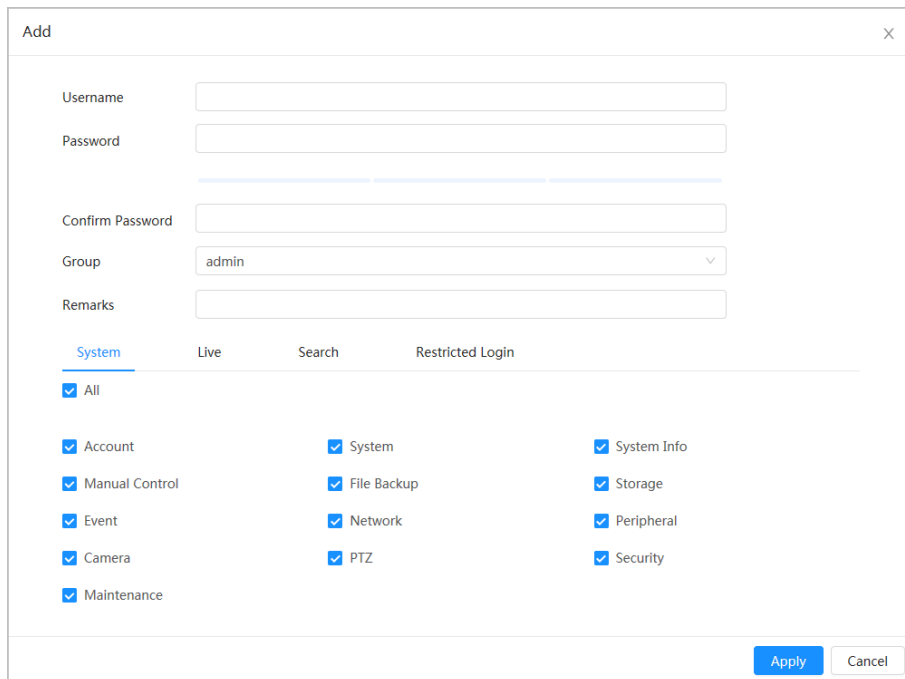 Add
Username
Password
Confirm Password
Group admin
Remarks
System Live Search Restricted Login
All
Account System System Info
Manual Control File Backup Storage
Event Network Peripheral
Camera PTZ Security
Maintenance
Apply Cancel